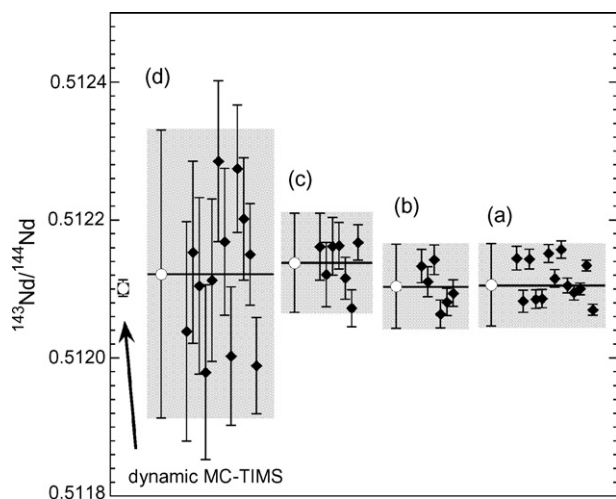 0.5124
(d)
(c)
(b)
(a)
0.5122
143Nd/144Nd
0.5120
dynamic MC-TIMS
0.5118